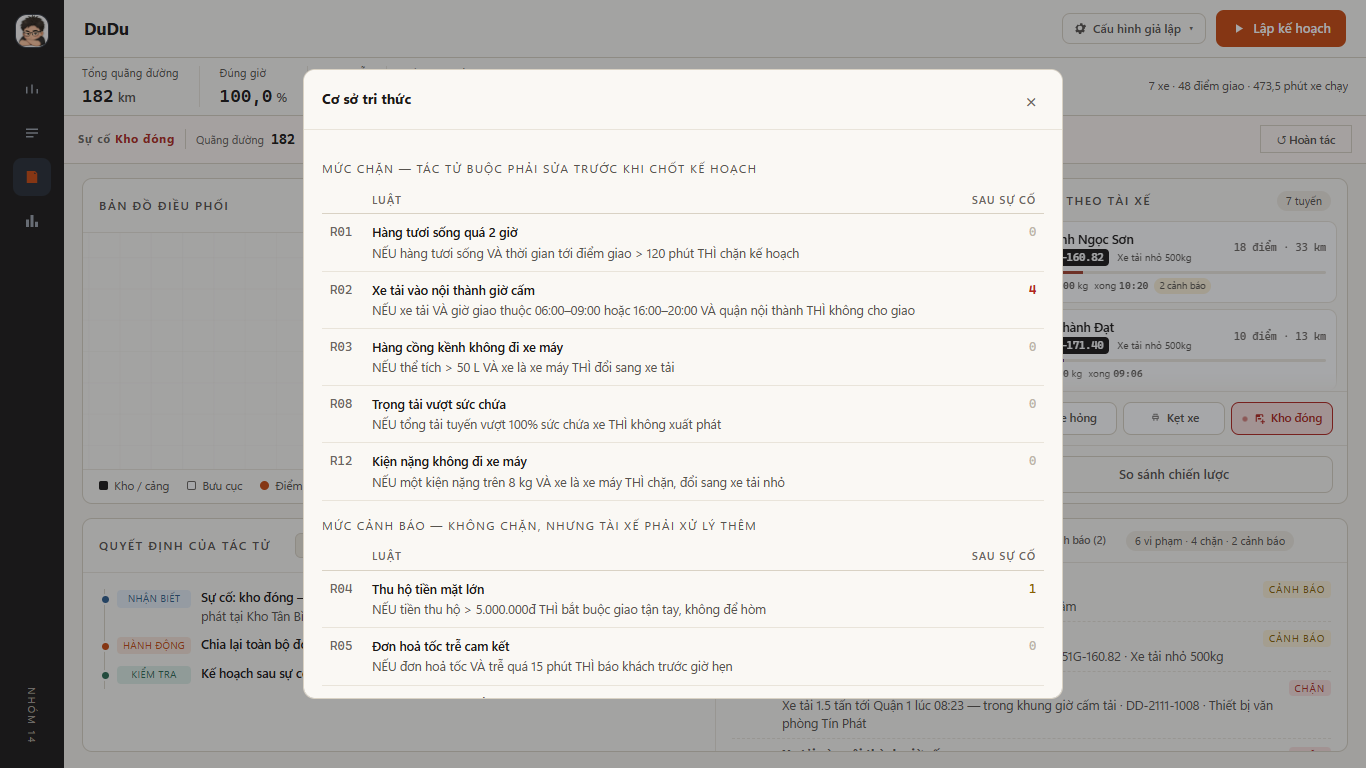 DuDu
Cấu hình giả lập
Lập kế hoạch
Tổng quãng đường
182 km
Đúng giờ
100,0 %
7 xe · 48 điểm giao · 473,5 phút xe chạy
Sự cố Kho đóng
Quãng đường 182
Hoàn tác
Cơ sở tri thức
×
MỨC CHẶN — TÁC TỬ BUỘC PHẢI SỬA TRƯỚC KHI CHỐT KẾ HOẠCH
LUẬT SAU SỰ CỐ
R01 Hàng tươi sống quá 2 giờ 0
NẾU hàng tươi sống VÀ thời gian tới điểm giao > 120 phút THÌ chặn kế hoạch
R02 Xe tải vào nội thành giờ cấm 4
NẾU xe tải VÀ giờ giao thuộc 06:00–09:00 hoặc 16:00–20:00 VÀ quận nội thành THÌ không cho giao
R03 Hàng cồng kềnh không đi xe máy 0
NẾU thể tích > 50 L VÀ xe là xe máy THÌ đổi sang xe tải
R08 Trọng tải vượt sức chứa 0
NẾU tổng tải tuyến vượt 100% sức chứa xe THÌ không xuất phát
R12 Kiện nặng không đi xe máy 0
NẾU một kiện nặng trên 8 kg VÀ xe là xe máy THÌ chặn, đổi sang xe tải nhỏ
MỨC CẢNH BÁO — KHÔNG CHẶN, NHƯNG TÀI XẾ PHẢI XỬ LÝ THÊM
LUẬT SAU SỰ CỐ
R04 Thu hộ tiền mặt lớn 1
NẾU tiền thu hộ > 5.000.000đ THÌ bắt buộc giao tận tay, không để hòm
R05 Đơn hoả tốc trễ cam kết 0
NẾU đơn hoả tốc VÀ trễ quá 15 phút THÌ báo khách trước giờ hẹn
BẢN ĐỒ ĐIỀU PHỐI
Kho / cảng
Bưu cục
Điểm
THEO TÀI XẾ
7 tuyến
Ngọc Sơn
18 điểm · 33 km
-160.82 Xe tải nhỏ 500kg
kg xong 10:20 2 cảnh báo
Đạt
10 điểm · 13 km
-171.40 Xe tải nhỏ 500kg
kg xong 09:06
hỏng
Kẹt xe
Kho đóng
So sánh chiến lược
QUYẾT ĐỊNH CỦA TÁC TỬ
NHẬN BIẾT Sự cố: kho đóng —
phát tại Kho Tân
HÀNH ĐỘNG Chia lại toàn bộ
KIỂM TRA Kế hoạch sau sự
báo (2)
6 vi phạm · 4 chặn · 2 cảnh báo
CẢNH BÁO
CẢNH BÁO
51G-160.82 · Xe tải nhỏ 500kg
CHẶN
Xe tải 1.5 tấn tới Quận 1 lúc 08:23 — trong khung giờ cấm tải · DD-2111-1008 · Thiết bị văn
phòng Tín Phát
NHÓM 14